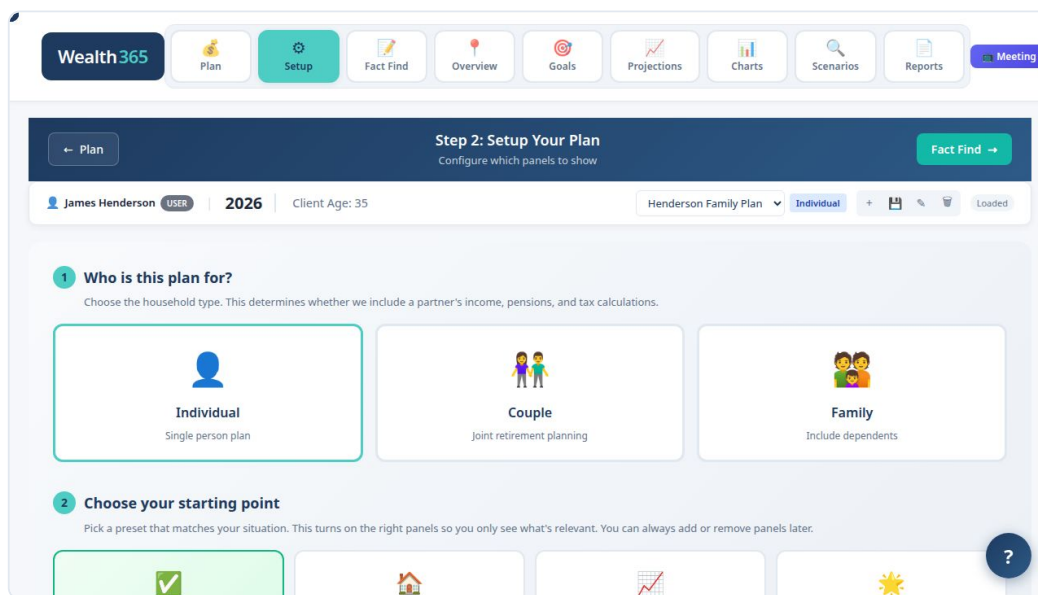 Wealth365
Plan
Setup
Fact Find
Overview
Goals
Projections
Charts
Scenarios
Reports
Meeting
← Plan
Step 2: Setup Your Plan
Configure which panels to show
Fact Find →
James Henderson USER
2026
Client Age: 35
Henderson Family Plan
Individual
+
Loaded
1 Who is this plan for?
Choose the household type. This determines whether we include a partner's income, pensions, and tax calculations.
Individual
Single person plan
Couple
Joint retirement planning
Family
Include dependents
2 Choose your starting point
Pick a preset that matches your situation. This turns on the right panels so you only see what's relevant. You can always add or remove panels later.
?